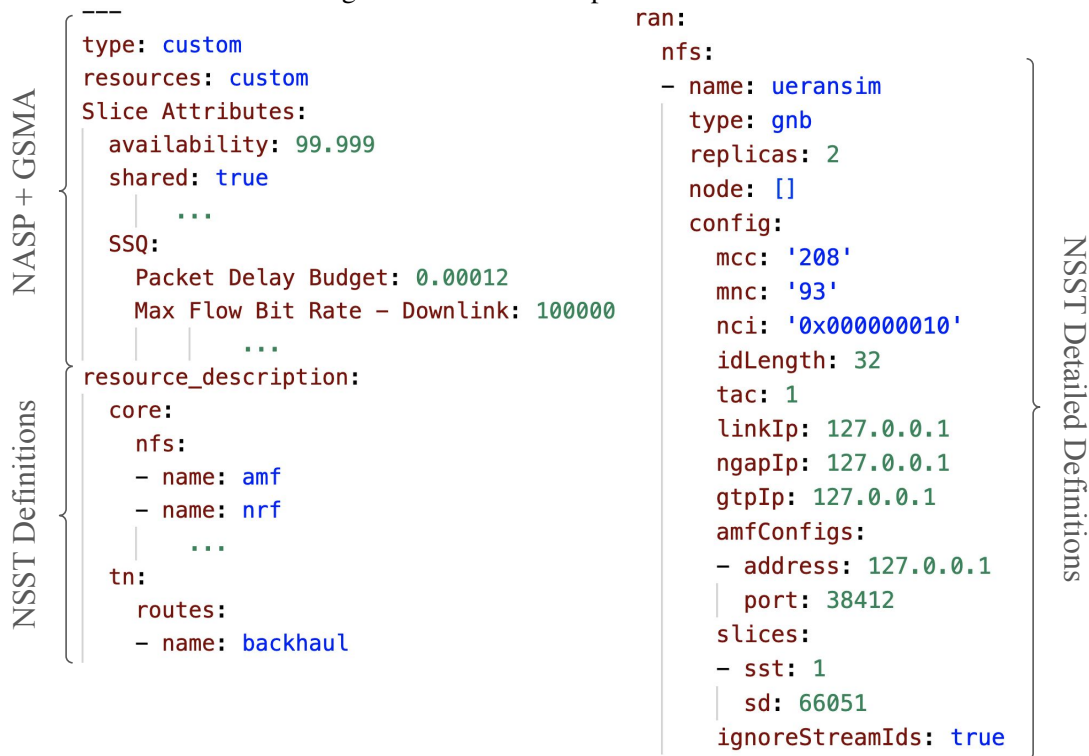 ---
type: custom
resources: custom
Slice Attributes:
availability: 99.999
shared: true
...
SSQ:
Packet Delay Budget: 0.00012
Max Flow Bit Rate – Downlink: 100000
...
resource_description:
core:
nfs:
- name: amf
- name: nrf
...
tn:
routes:
- name: backhaul
NASP + GSMA
NSST Definitions
ran:
nfs:
- name: ueransim
type: gnb
replicas: 2
node: []
config:
mcc: '208'
mnc: '93'
nci: '0x000000010'
idLength: 32
tac: 1
linkIp: 127.0.0.1
ngapIp: 127.0.0.1
gtpIp: 127.0.0.1
amfConfigs:
- address: 127.0.0.1
port: 38412
slices:
- sst: 1
sd: 66051
ignoreStreamIds: true
NSST Detailed Definitions